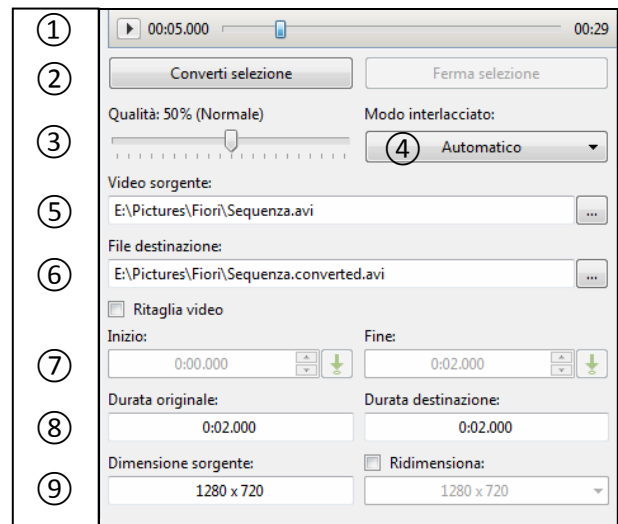 ① 00:05.000 00:29
② Converti selezione Ferma selezione
Qualità: 50% (Normale) Modo interlacciato:
③ ④ Automatico
Video sorgente:
⑤ E:\Pictures\Fiori\Sequenza.avi ...
File destinazione:
⑥ E:\Pictures\Fiori\Sequenza.converted.avi ...
Ritaglia video
Inizio: Fine:
⑦ 0:00.000 0:02.000
Durata originale: Durata destinazione:
⑧ 0:02.000 0:02.000
Dimensione sorgente: Ridimensiona:
⑨ 1280 x 720 1280 x 720